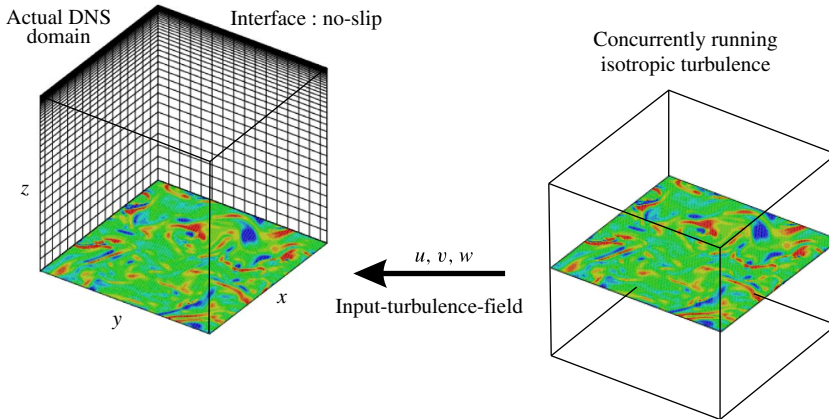 Actual DNS
domain
Interface : no-slip
Concurrently running
isotropic turbulence
z
u, v, w
x
Input-turbulence-field
y